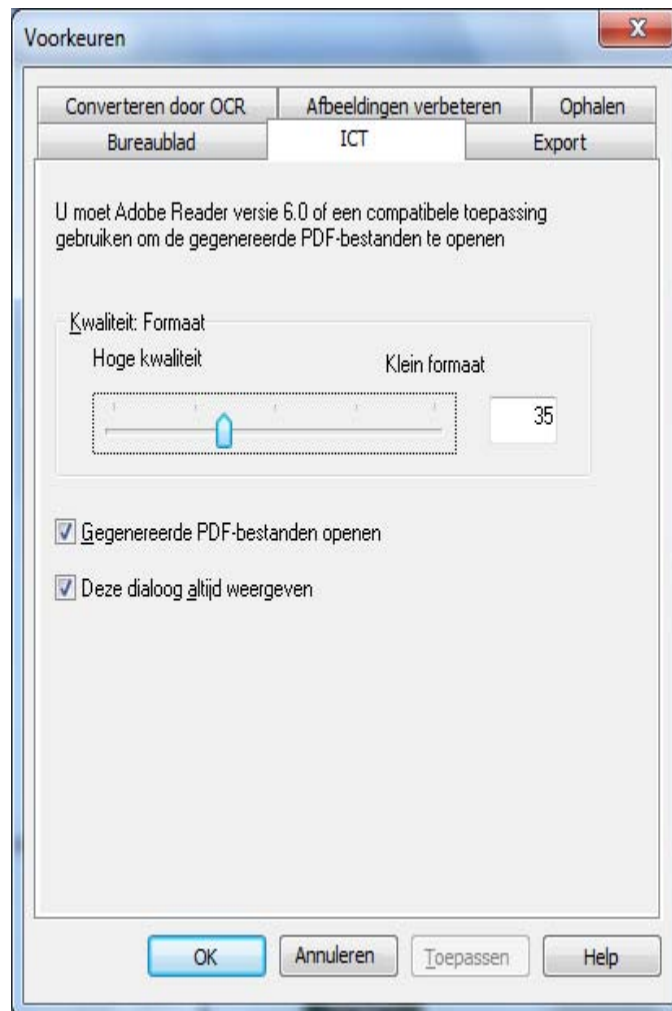 Voorkeuren
X
Converteren door OCR
Afbeeldingen verbeteren
Ophalen
Bureaublad
ICT
Export
U moet Adobe Reader versie 6.0 of een compatibele toepassing
gebruiken om de gegenereerde PDF-bestanden te openen
Kwaliteit: Formaat
Hoge kwaliteit
Klein formaat
35
Gegenereerde PDF-bestanden openen
Deze dialoog altijd weergeven
OK
Annuleren
Toepassen
Help